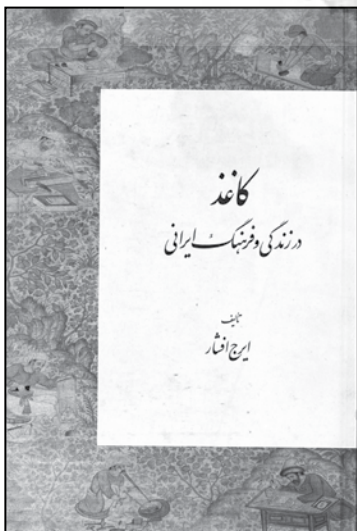 کاغذ
در زندگی و فرهنگ ایرانی
تألیف
ایرج افشار